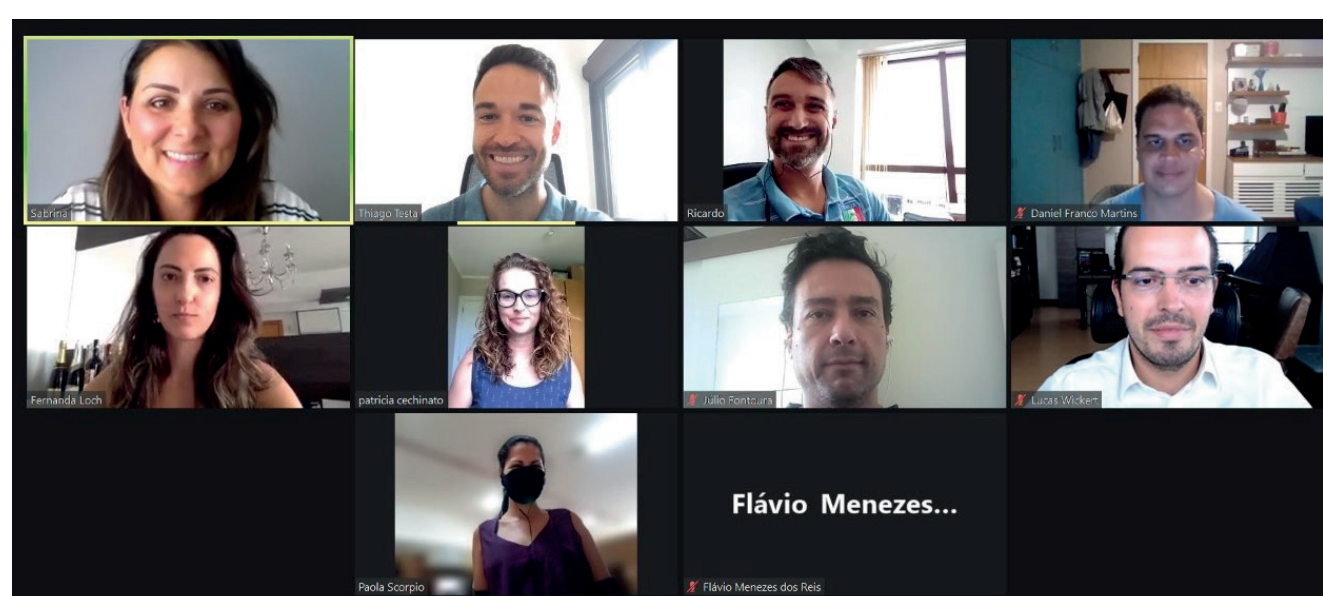 Sabrina
Thiago Testa
Ricardo
Daniel Franco Martins
Fernanda Loch
patricia cechinato
Júlio Fontoura
Lucas Wickert
Paola Scorpio
Flávio Menezes...
Flávio Menezes dos Reis